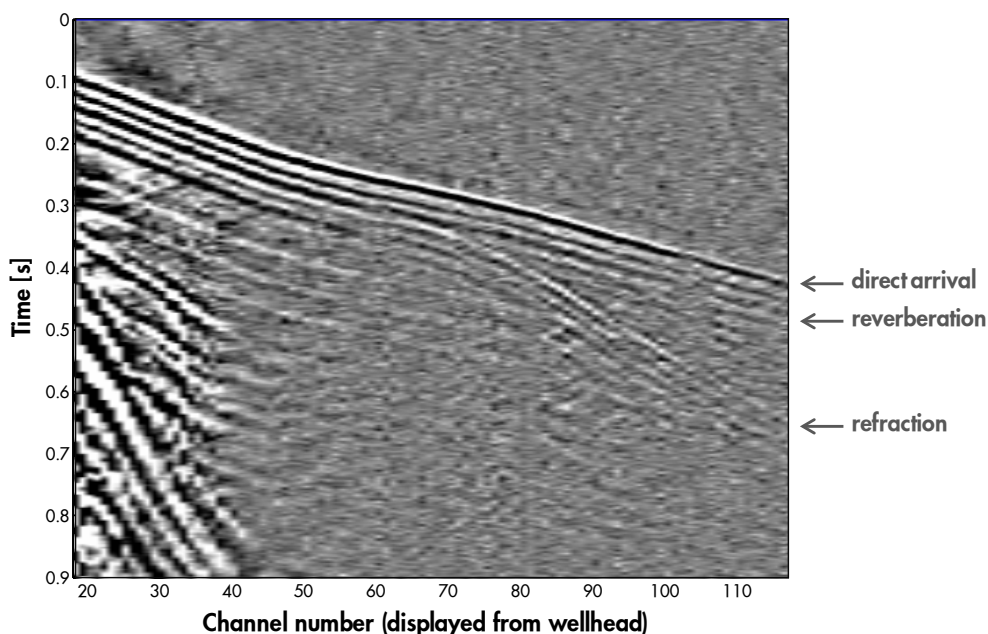 0
0.1
0.2
0.3
0.4
0.5
0.6
0.7
0.8
0.9
Time [s]
20 30 40 50 60 70 80 90 100 110
Channel number (displayed from wellhead)
direct arrival
reverberation
refraction